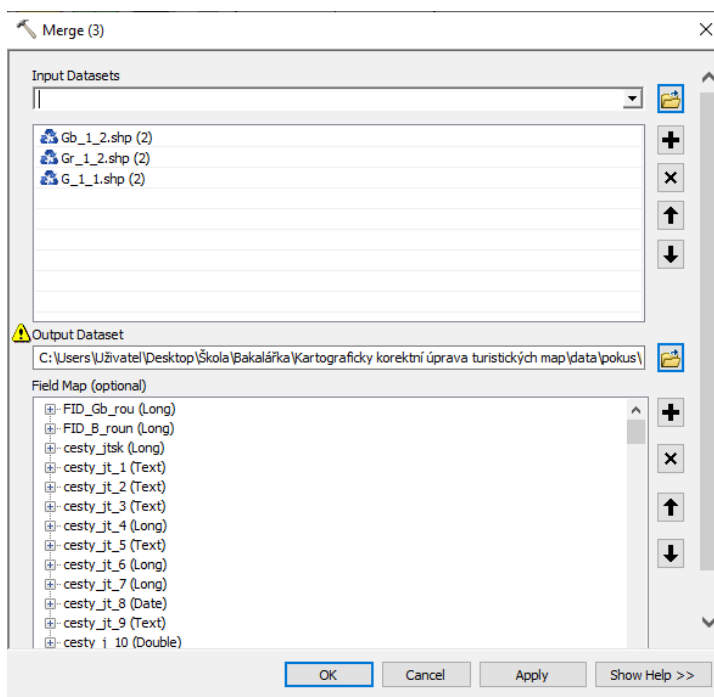 Merge (3)
Input Datasets
Gb_1_2.shp (2)
Gr_1_2.shp (2)
G_1_1.shp (2)
Output Dataset
C:\Users\Uživatel\Desktop\Škola\Bakalářka\Kartograficky korektní úprava turistických map\data\pokus\
Field Map (optional)
FID_Gb_rou (Long)
FID_B_roun (Long)
cesty_jtsk (Long)
cesty_jt_1 (Text)
cesty_jt_2 (Text)
cesty_jt_3 (Text)
cesty_jt_4 (Long)
cesty_jt_5 (Text)
cesty_jt_6 (Long)
cesty_jt_7 (Long)
cesty_jt_8 (Date)
cesty_jt_9 (Text)
cesty_j_10 (Double)
OK
Cancel
Apply
Show Help >>